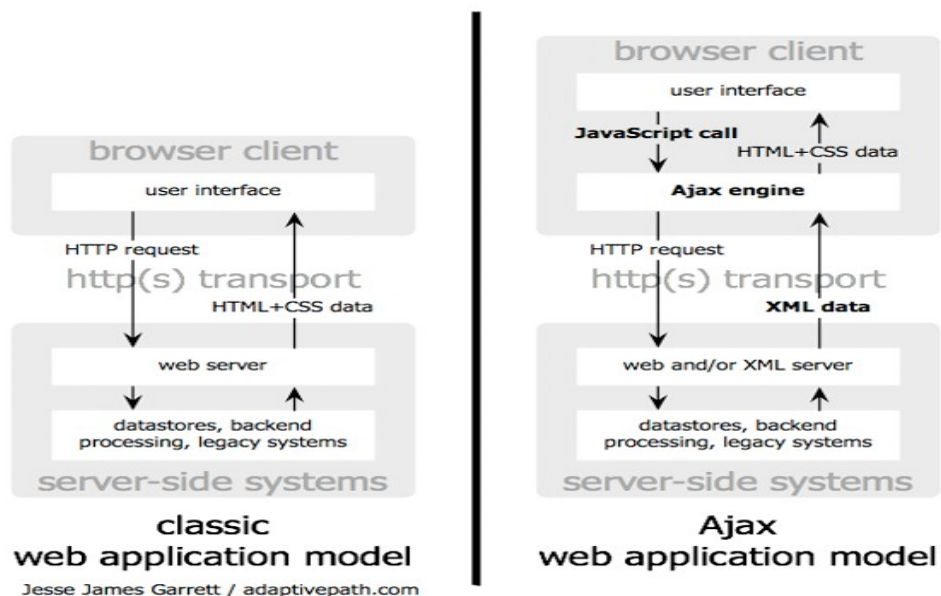 browser client
user interface
HTTP request
http(s) transport
HTML+CSS data
web server
datastores, backend
processing, legacy systems
server-side systems
classic
web application model
Jesse James Garrett / adaptivepath.com
browser client
user interface
JavaScript call
HTML+CSS data
Ajax engine
HTTP request
http(s) transport
XML data
web and/or XML server
datastores, backend
processing, legacy systems
server-side systems
Ajax
web application model